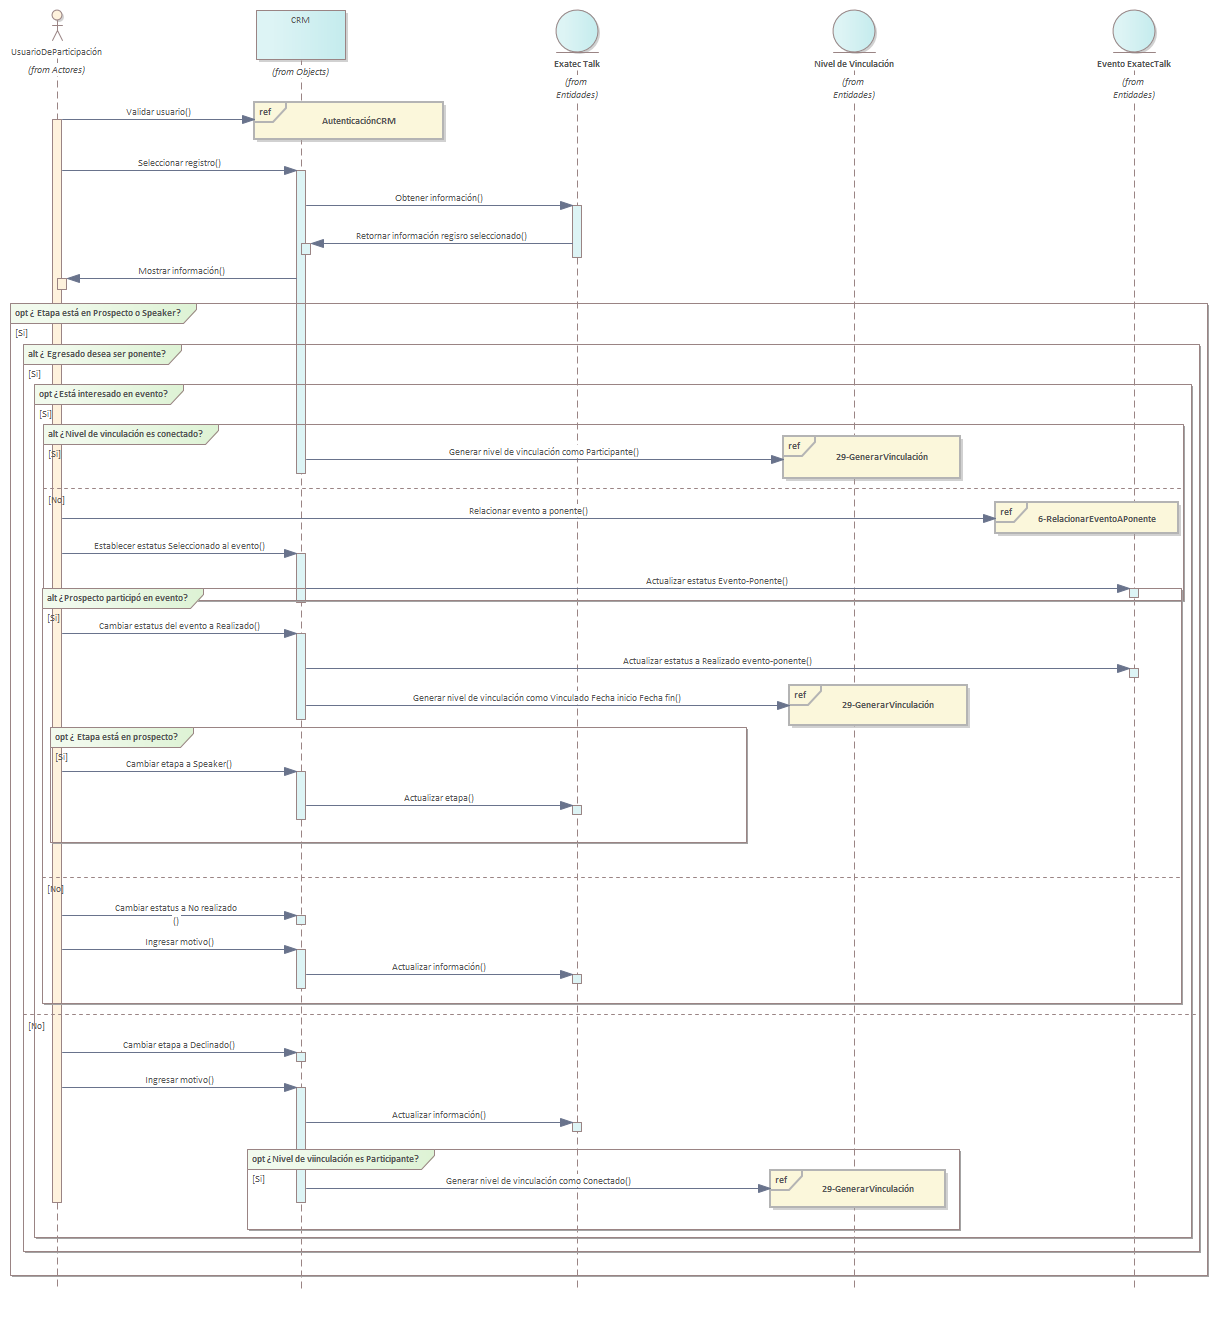 CRM
UsuarioDeParticipación
(from Actores)
(from Objects)
Exatec Talk
(from
Entidades)
Nivel de Vinculación
(from
Entidades)
Evento ExatecTalk
(from
Entidades)
Validar usuario()
ref
AutenticaciónCRM
Seleccionar registro()
Obtener información()
Retornar información regisro seleccionado()
Mostrar información()
opt ¿ Etapa está en Prospecto o Speaker?
[Si]
alt ¿ Egresado desea ser ponente?
[Si]
opt ¿Está interesado en evento?
[Si]
alt ¿Nivel de vinculación es conectado?
[Si]
Generar nivel de vinculación como Participante()
ref
29-GenerarVinculación
[No]
Relacionar evento a ponente()
ref
6-RelacionarEventoAPonente
Establecer estatus Seleccionado al evento()
Actualizar estatus Evento-Ponente()
alt ¿Prospecto participó en evento?
[Si]
Cambiar estatus del evento a Realizado()
Actualizar estatus a Realizado evento-ponente()
Generar nivel de vinculación como Vinculado Fecha inicio Fecha fin()
ref
29-GenerarVinculación
opt ¿ Etapa está en prospecto?
[Si]
Cambiar etapa a Speaker()
Actualizar etapa()
[No]
Cambiar estatus a No realizado
()
Ingresar motivo()
Actualizar información()
[No]
Cambiar etapa a Declinado()
Ingresar motivo()
Actualizar información()
opt ¿Nivel de viinculación es Participante?
[Si]
Generar nivel de vinculación como Conectado()
ref
29-GenerarVinculación